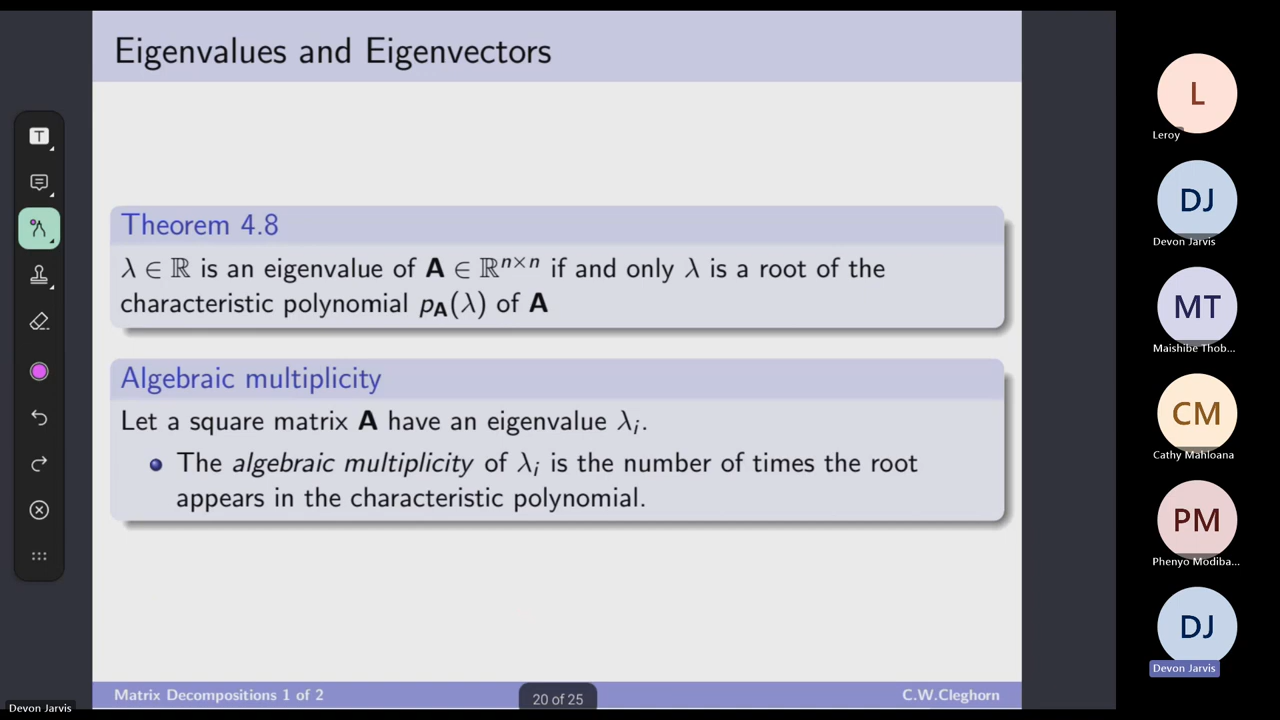 Eigenvalues and Eigenvectors
Theorem 4.8
λ ∈ ℝ is an eigenvalue of A ∈ ℝⁿˣⁿ if and only λ is a root of the
characteristic polynomial p_A(λ) of A
Algebraic multiplicity
Let a square matrix A have an eigenvalue λᵢ.
The algebraic multiplicity of λᵢ is the number of times the root
appears in the characteristic polynomial.
Matrix Decompositions 1 of 2
20 of 25
C.W.Cleghorn
Devon Jarvis
T
L
Leroy
DJ
Devon Jarvis
MT
Maishibe Thob...
CM
Cathy Mahloana
PM
Phenyo Modiba...
DJ
Devon Jarvis